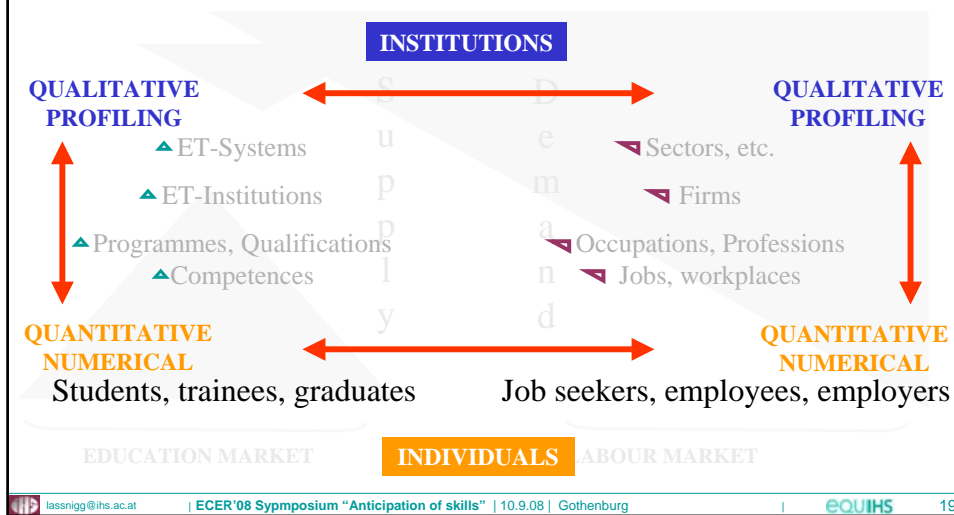 INSTITUTIONS
QUALITATIVE
PROFILING
QUALITATIVE
PROFILING
Supply
Demand
ET-Systems
Sectors, etc.
ET-Institutions
Firms
Programmes, Qualifications
Occupations, Professions
Competences
Jobs, workplaces
QUANTITATIVE
NUMERICAL
QUANTITATIVE
NUMERICAL
Students, trainees, graduates
Job seekers, employees, employers
EDUCATION MARKET
INDIVIDUALS
LABOUR MARKET
lassnigg@ihs.ac.at | ECER'08 Sypmposium “Anticipation of skills” | 10.9.08 | Gothenburg | equIHS 19